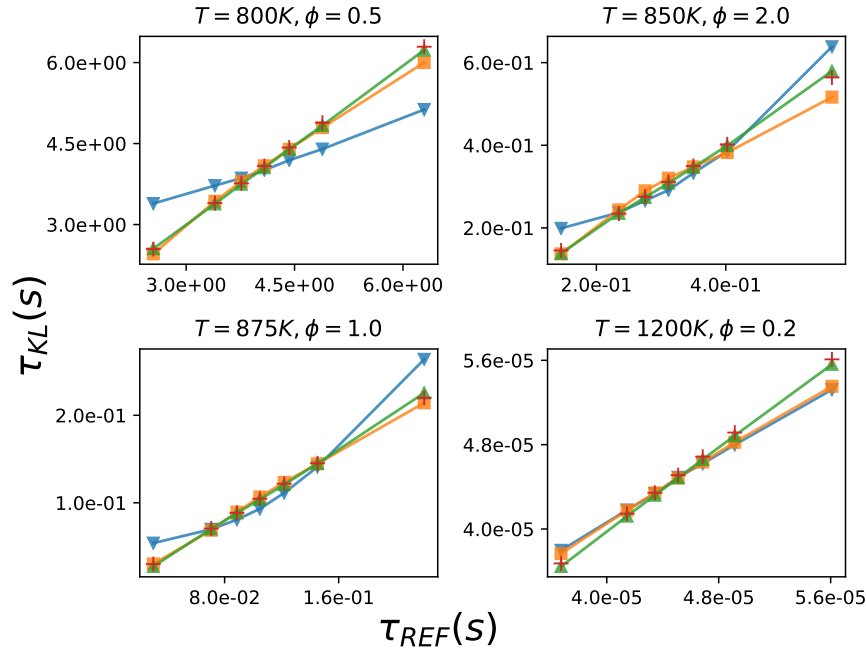 T = 800K, ϕ = 0.5
T = 850K, ϕ = 2.0
6.0e+00
4.5e+00
3.0e+00
3.0e+00 4.5e+00 6.0e+00
6.0e-01
4.0e-01
2.0e-01
2.0e-01 4.0e-01
τ_KL(s)
T = 875K, ϕ = 1.0
T = 1200K, ϕ = 0.2
2.0e-01
1.0e-01
8.0e-02 1.6e-01
5.6e-05
4.8e-05
4.0e-05
4.0e-05 4.8e-05 5.6e-05
τ_REF(s)